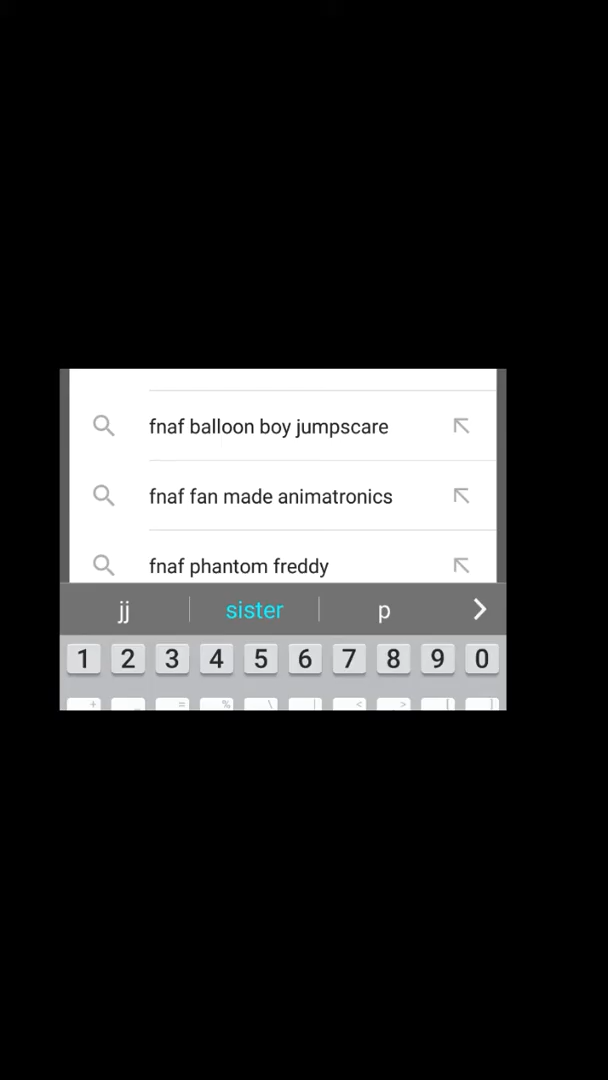 fnaf balloon boy jumpscare
fnaf fan made animatronics
fnaf phantom freddy
jj sister p
1 2 3 4 5 6 7 8 9 0
+ _ = % \ | < > [ ]